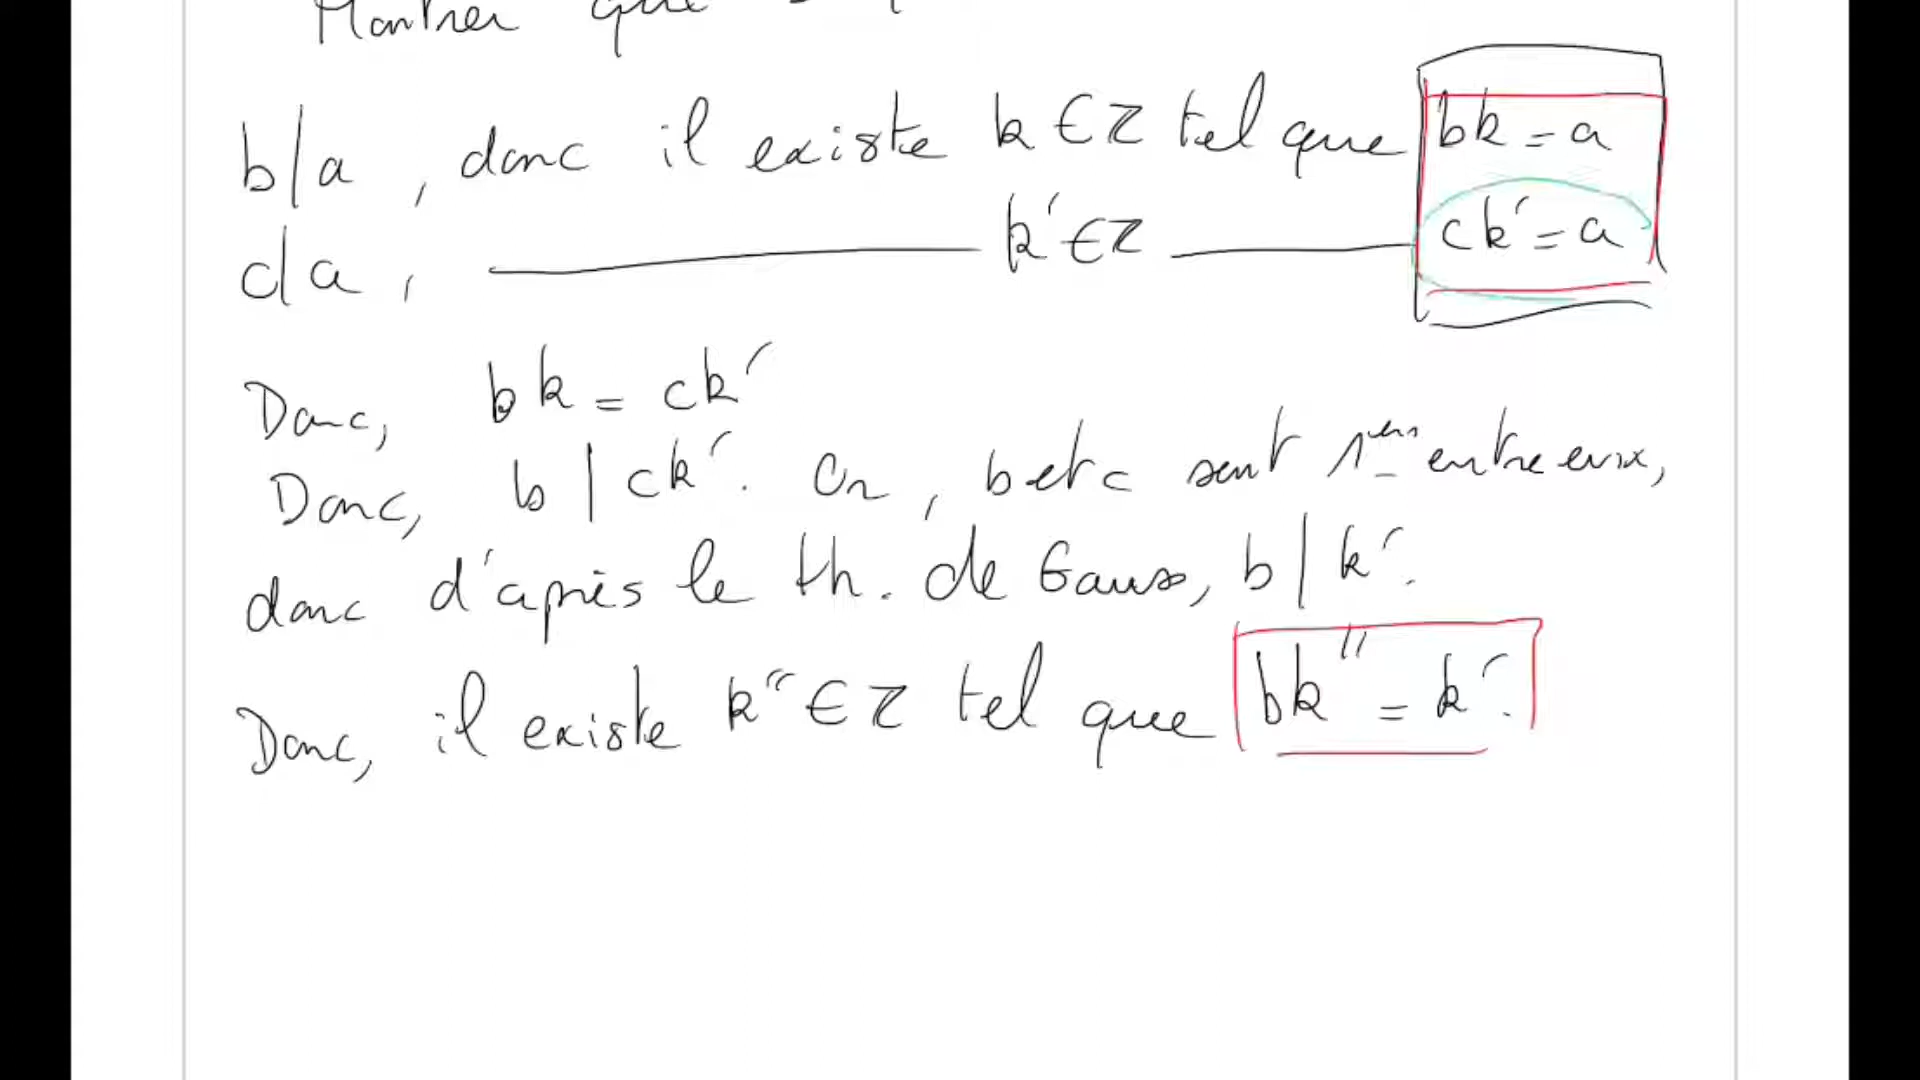 Montrer que
b|a, donc il existe k ∈ ℤ tel que bk = a
c|a, ——— k' ∈ ℤ ——— ck' = a
Donc, bk = ck'
Donc, b | ck'. Or, b et c sont 1ers entre eux,
donc d'après le th. de Gauss, b | k'.
Donc, il existe k'' ∈ ℤ tel que bk'' = k'.